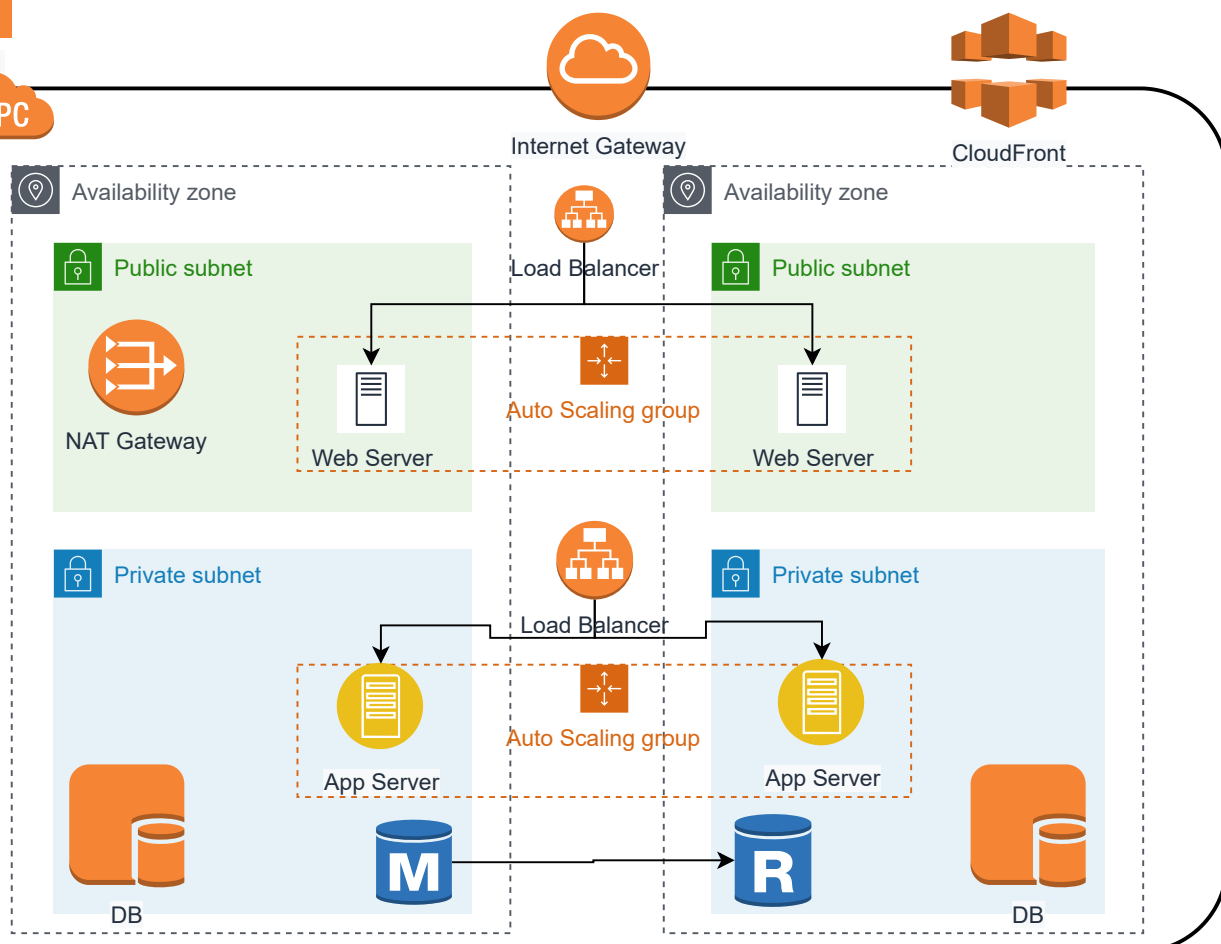 PC
Internet Gateway
CloudFront
Availability zone
Availability zone
Load Balancer
Public subnet
Public subnet
NAT Gateway
Auto Scaling group
Web Server
Web Server
Private subnet
Private subnet
Load Balancer
Auto Scaling group
App Server
App Server
M
R
DB
DB